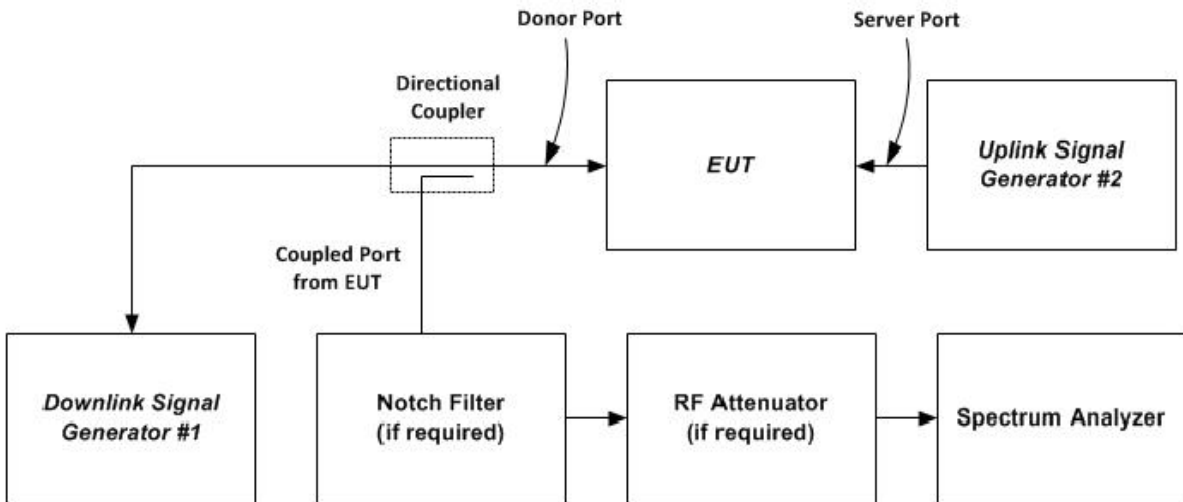 Donor Port
Server Port
Directional
Coupler
EUT
Uplink Signal
Generator #2
Coupled Port
from EUT
Downlink Signal
Generator #1
Notch Filter
(if required)
RF Attenuator
(if required)
Spectrum Analyzer